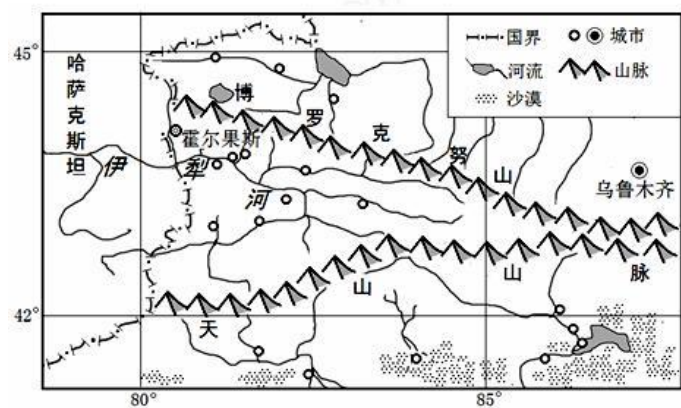 45°
42°
80°
85°
哈萨克斯坦
伊犁河
霍尔果斯
博罗克努山
乌鲁木齐
天山山脉
国界
城市
河流
山脉
沙漠